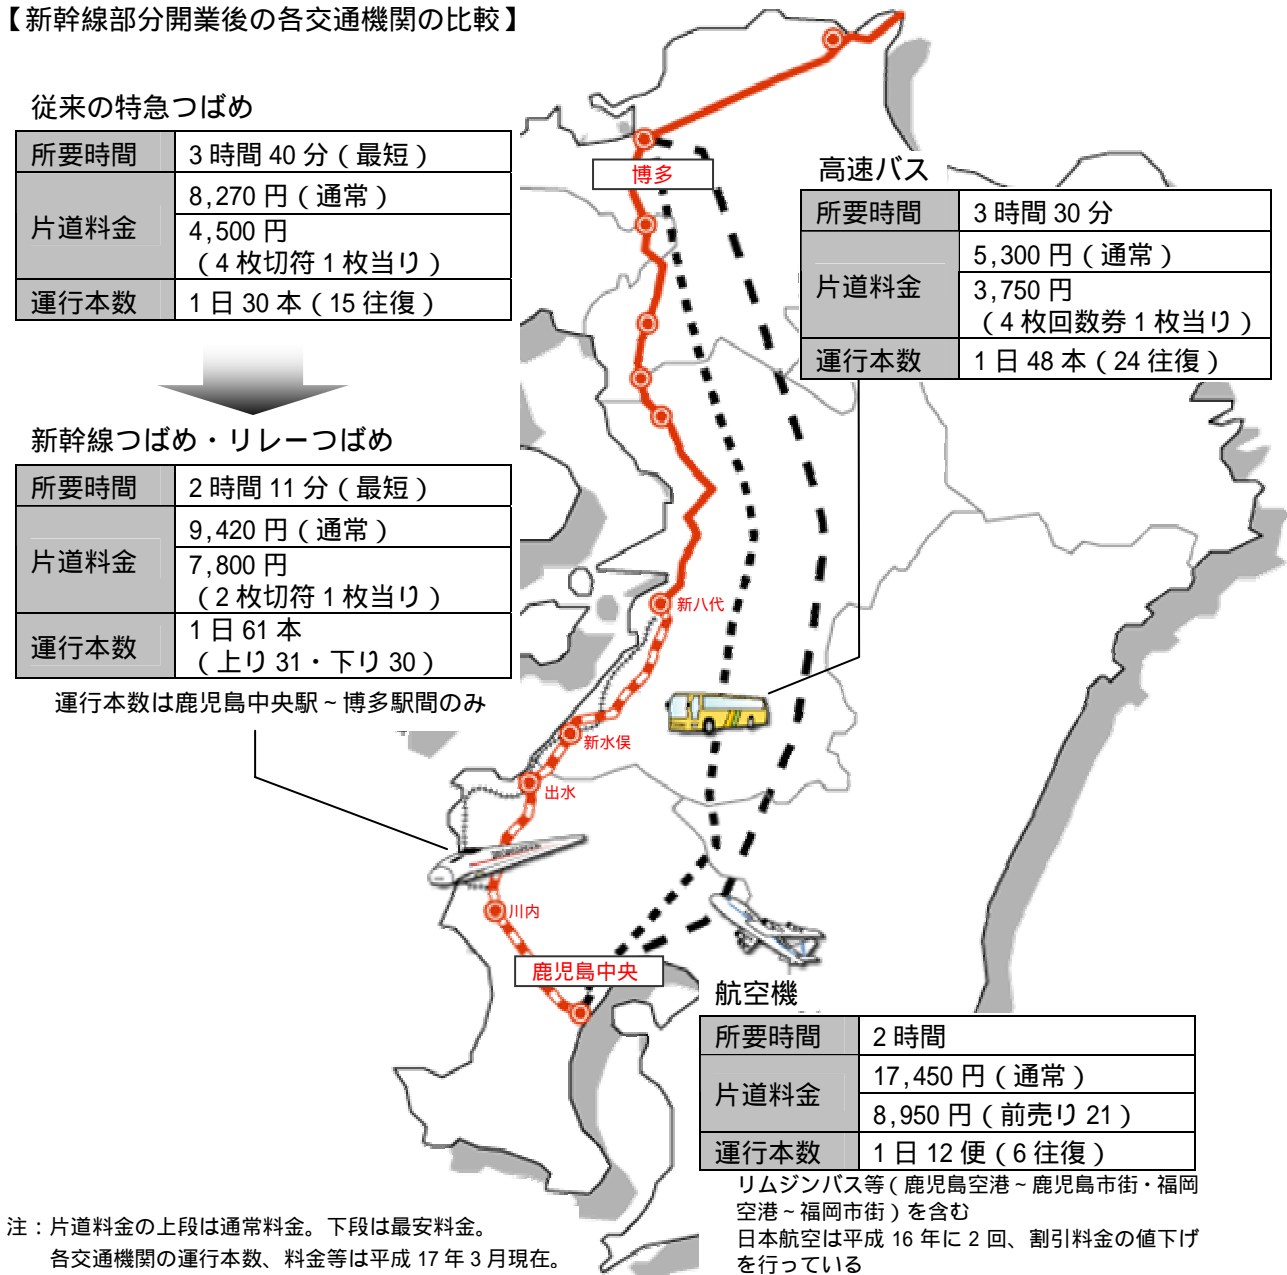 【新幹線部分開業後の各交通機関の比較】
従来の特急つばめ
所要時間 3時間40分（最短）
片道料金 8,270円（通常）
4,500円
（4枚切符1枚当り）
運行本数 1日30本（15往復）
新幹線つばめ・リレーつばめ
所要時間 2時間11分（最短）
片道料金 9,420円（通常）
7,800円
（2枚切符1枚当り）
運行本数 1日61本
（上り31・下り30）
運行本数は鹿児島中央駅~博多駅間のみ
高速バス
所要時間 3時間30分
片道料金 5,300円（通常）
3,750円
（4枚回数券1枚当り）
運行本数 1日48本（24往復）
博多
新八代
新水俣
出水
川内
鹿児島中央
航空機
所要時間 2時間
片道料金 17,450円（通常）
8,950円（前売り21）
運行本数 1日12便（6往復）
リムジンバス等（鹿児島空港~鹿児島市街・福岡
空港~福岡市街）を含む
日本航空は平成16年に2回、割引料金の値下げ
を行っている
注：片道料金の上段は通常料金。下段は最安料金。
各交通機関の運行本数、料金等は平成17年3月現在。